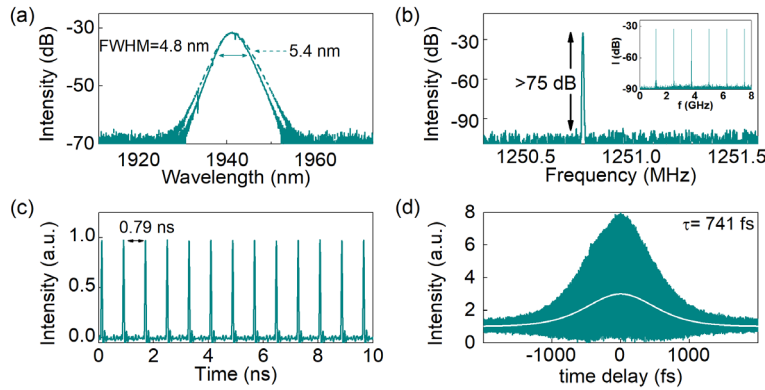 (a)
Intensity (dB)
-30
-50
-70
FWHM=4.8 nm
5.4 nm
1920 1940 1960
Wavelength (nm)
(b)
Intensity (dB)
-30
-60
-90
>75 dB
I (dB)
-30
-60
-90
0 2 4 6 8
f (GHz)
1250.5 1251.0 1251.5
Frequency (MHz)
(c)
Intensity (a.u.)
1.0
0.5
0.0
0.79 ns
0 2 4 6 8 10
Time (ns)
(d)
Intensity (a.u.)
8
6
4
2
0
τ= 741 fs
-1000 0 1000
time delay (fs)